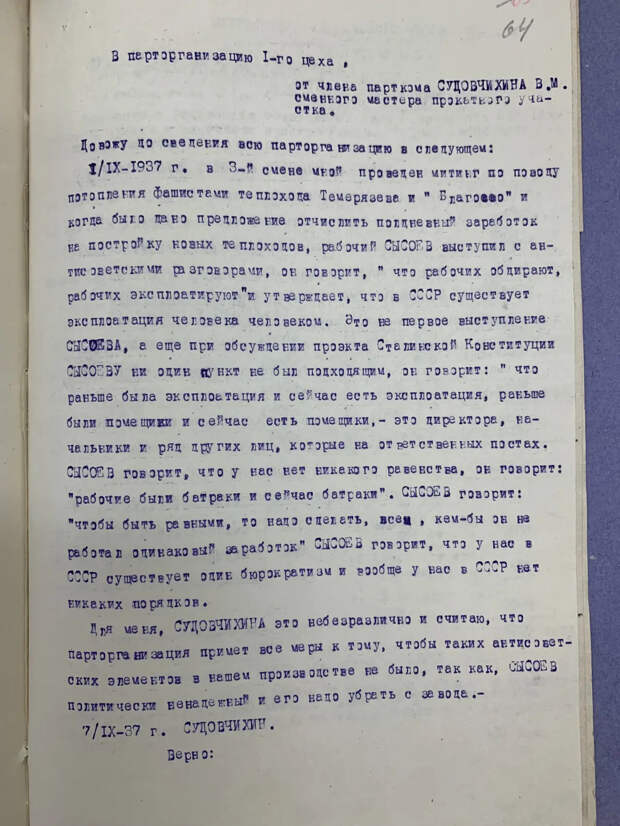 64
В парторганизацию I-го цеха,
от члена парткома СУДОВЧИХИНА В.М.
сменного мастера прокатного уча-
стка.
Довожу до сведения всю парторганизацию в следующем:
I/IX-1937 г. в 3-й смене мной проведен митинг по поводу
потопления фашистами теплохода Темерязева и " Благоево" и
когда было дано предложение отчислить полдневный заработок
на постройку новых теплоходов, рабочий СЫСОЕВ выступил с ан-
тисоветскими разговорами, он говорит, " что рабочих обдирают,
рабочих эксплоатируют"и утверждает, что в СССР существует
эксплоатация человека человеком. Это не первое выступление
СЫСОЕВА, а еще при обсуждении проэкта Сталинской Конституции
СЫСОЕВУ ни один пункт не был подходящим, он говорит: " что
раньше была эксплоатация и сейчас есть эксплоатация, раньше
были помещики и сейчас есть помещики,- это директора, на-
чальники и ряд других лиц, которые на ответственных постах.
СЫСОЕВ говорит, что у нас нет никакого равенства, он говорит:
"рабочие были батраки и сейчас батраки". СЫСОЕВ говорит:
"чтобы быть равными, то надо сделать, всем, кем-бы он не
работал одинаковый заработок" СЫСОЕВ говорит, что у нас в
СССР существует один бюрократизм и вообще у нас в СССР нет
никаких порядков.
Для меня, СУДОВЧИХИНА это небезразлично и считаю, что
парторганизация примет все меры к тому, чтобы таких антисовет-
ских элементов в нашем производстве не было, так как, СЫСОЕВ
политически ненадежный и его надо убрать с завода.-
7/IX-37 г. СУДОВЧИХИН.
Верно: